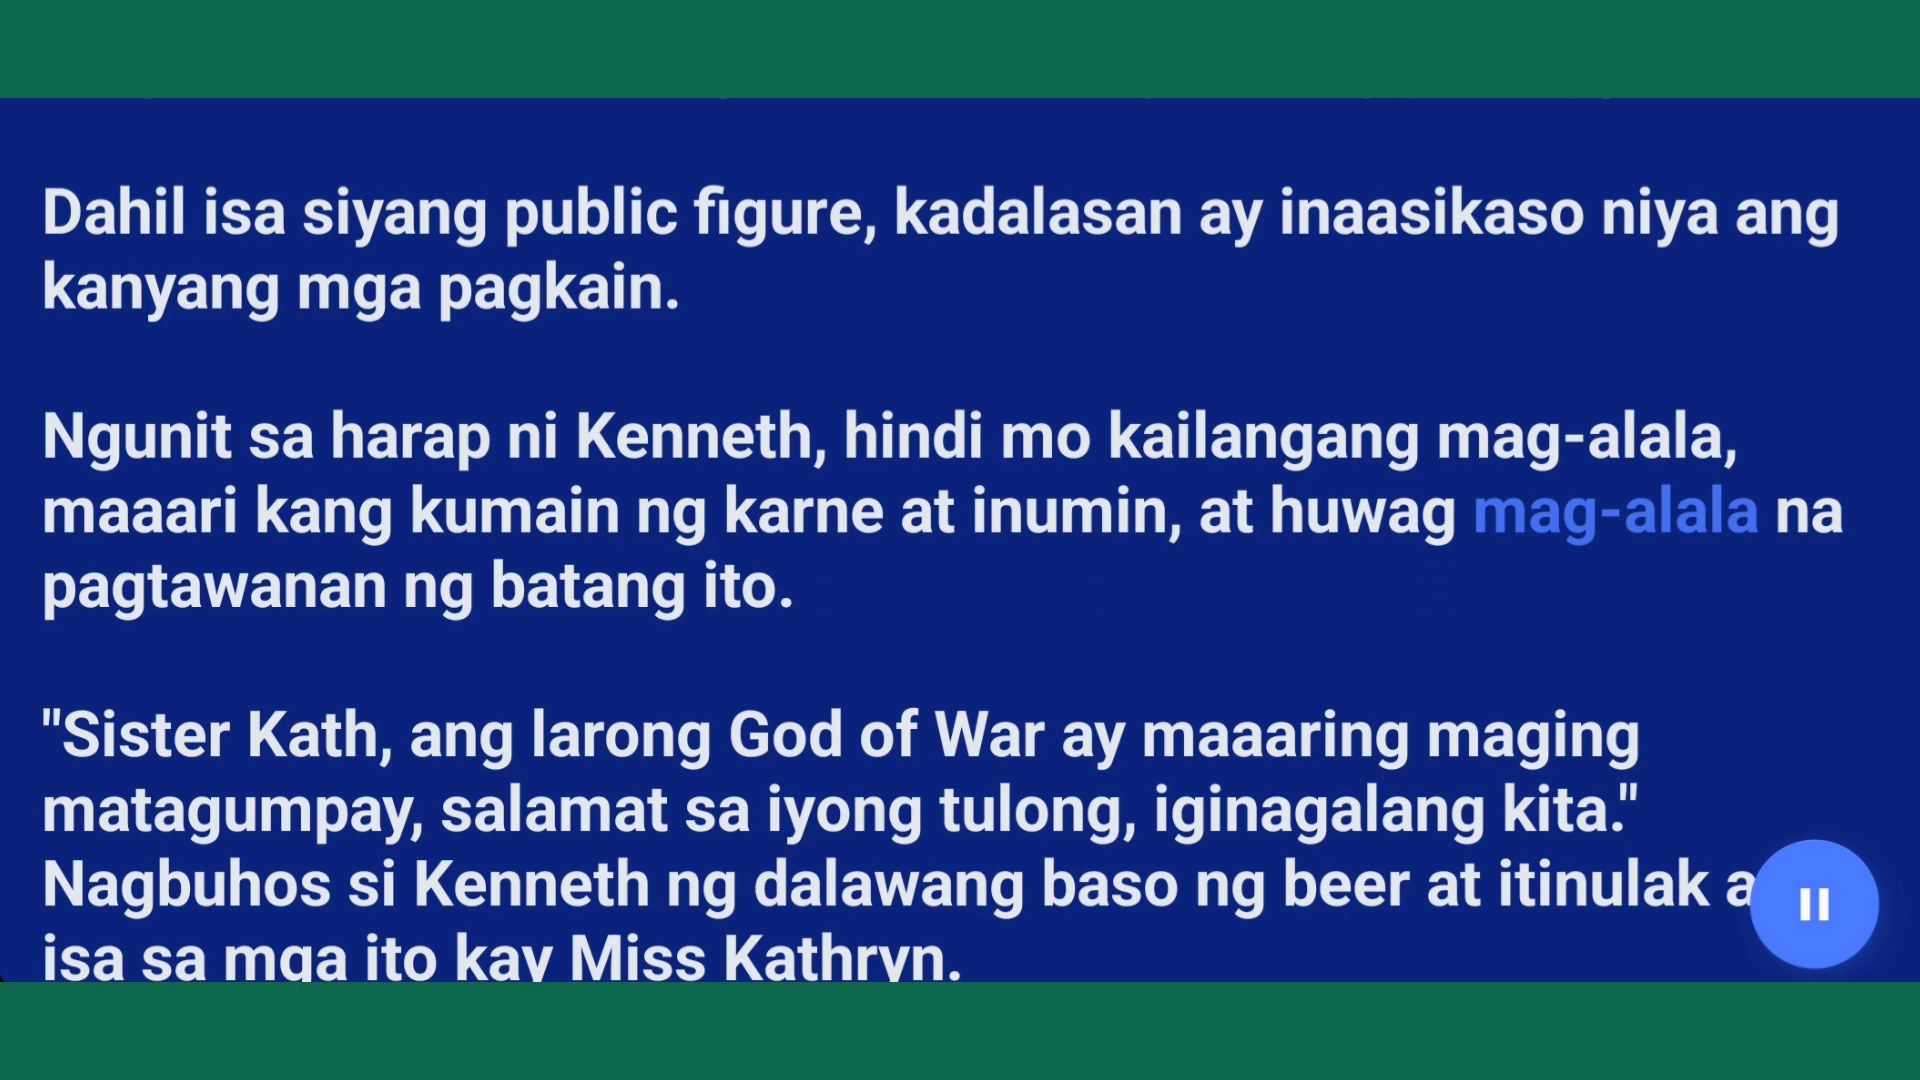 Dahil isa siyang public figure, kadalasan ay inaasikaso niya ang
kanyang mga pagkain.
Ngunit sa harap ni Kenneth, hindi mo kailangang mag-alala,
maaari kang kumain ng karne at inumin, at huwag mag-alala na
pagtawanan ng batang ito.
"Sister Kath, ang larong God of War ay maaaring maging
matagumpay, salamat sa iyong tulong, iginagalang kita."
Nagbuhos si Kenneth ng dalawang baso ng beer at itinulak
isa sa mga ito kay Miss Kathryn.